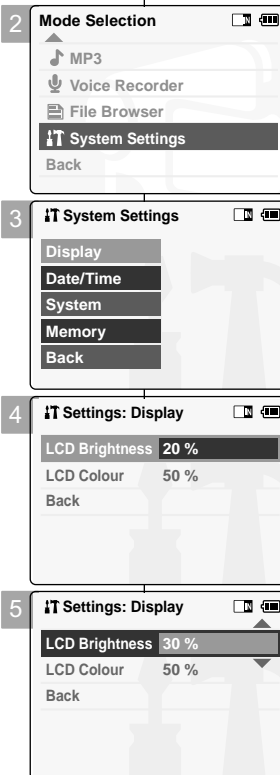 2
Mode Selection
MP3
Voice Recorder
File Browser
System Settings
Back
3
System Settings
Display
Date/Time
System
Memory
Back
4
Settings: Display
LCD Brightness 20 %
LCD Colour 50 %
Back
5
Settings: Display
LCD Brightness 30 %
LCD Colour 50 %
Back